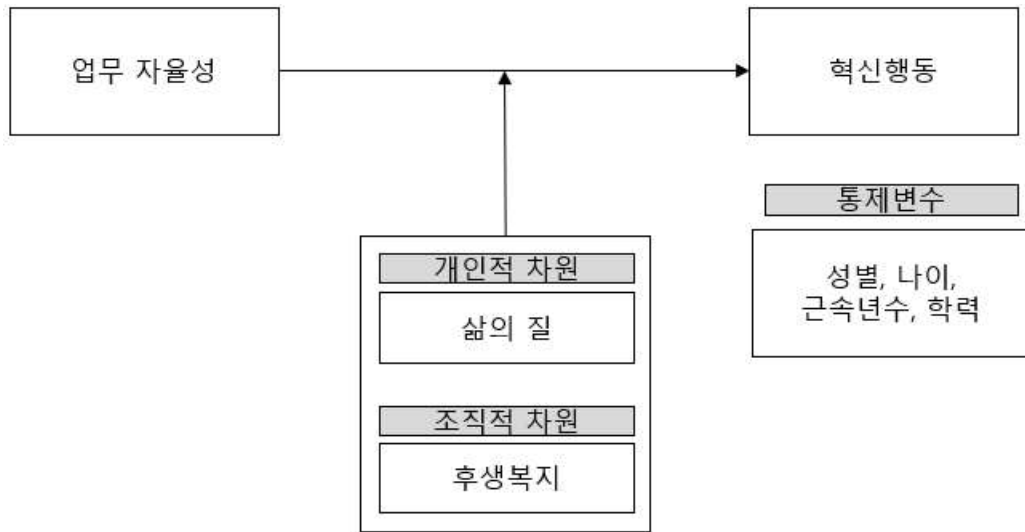 업무 자율성
혁신행동
통제변수
성별, 나이,
근속년수, 학력
개인적 차원
삶의 질
조직적 차원
후생복지